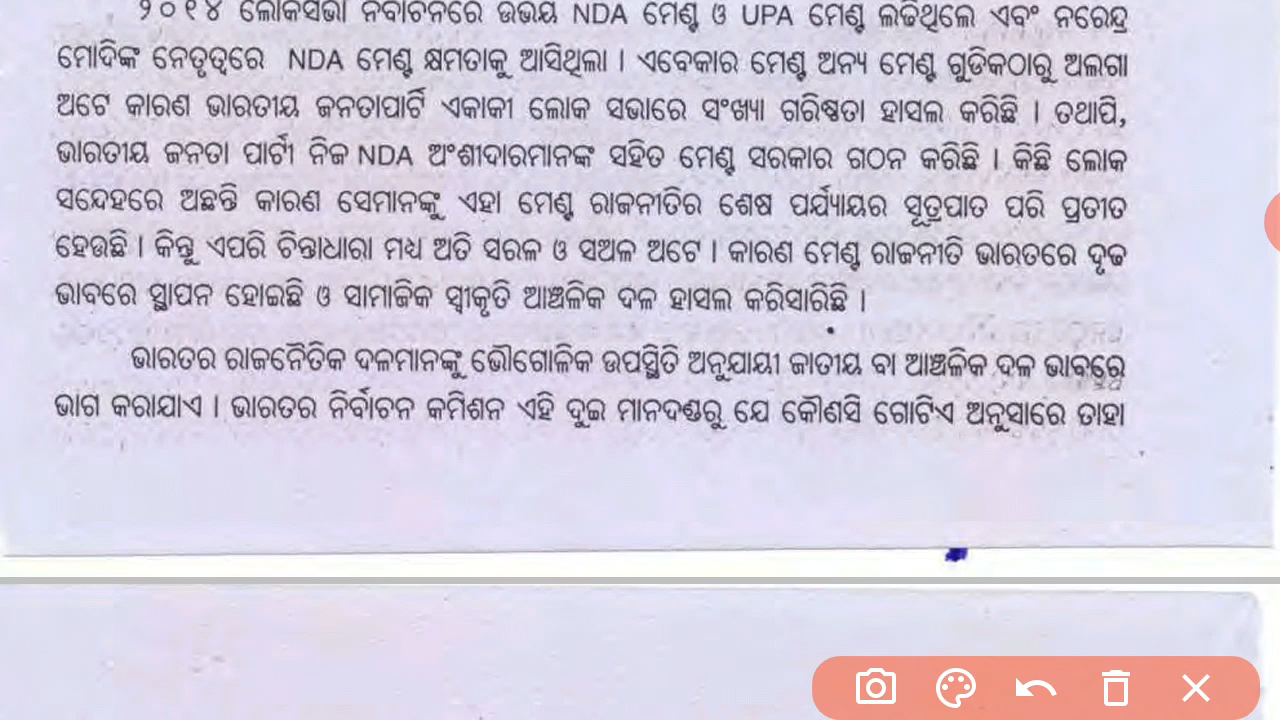 ୨୦୧୪ ଲୋକସଭା ନିର୍ବାଚନରେ ଉଭୟ NDA ମେଣ୍ଟ ଓ UPA ମେଣ୍ଟ ଲଢିଥିଲେ ଏବଂ ନରେନ୍ଦ୍ର
ମୋଦିଙ୍କ ନେତୃତ୍ୱରେ NDA ମେଣ୍ଟ କ୍ଷମତାକୁ ଆସିଥିଲା । ଏବେକାର ମେଣ୍ଟ ଅନ୍ୟ ମେଣ୍ଟ ଗୁଡିକଠାରୁ ଅଲଗା
ଅଟେ କାରଣ ଭାରତୀୟ ଜନତାପାର୍ଟି ଏକାକୀ ଲୋକ ସଭାରେ ସଂଖ୍ୟା ଗରିଷ୍ଠତା ହାସଲ କରିଛି । ତଥାପି,
ଭାରତୀୟ ଜନତା ପାର୍ଟୀ ନିଜ NDA ଅଂଶୀଦାରମାନଙ୍କ ସହିତ ମେଣ୍ଟ ସରକାର ଗଠନ କରିଛି । କିଛି ଲୋକ
ସନ୍ଦେହରେ ଅଛନ୍ତି କାରଣ ସେମାନଙ୍କୁ ଏହା ମେଣ୍ଟ ରାଜନୀତିର ଶେଷ ପର୍ଯ୍ୟାୟର ସୂତ୍ରପାତ ପରି ପ୍ରତୀତ
ହେଉଛି । କିନ୍ତୁ ଏପରି ଚିନ୍ତାଧାରା ମଧ୍ୟ ଅତି ସରଳ ଓ ସଅଳ ଅଟେ । କାରଣ ମେଣ୍ଟ ରାଜନୀତି ଭାରତରେ ଦୃଢ
ଭାବରେ ସ୍ଥାପନ ହୋଇଛି ଓ ସାମାଜିକ ସ୍ୱୀକୃତି ଆଞ୍ଚଳିକ ଦଳ ହାସଲ କରିସାରିଛି ।
ଭାରତର ରାଜନୈତିକ ଦଳମାନଙ୍କୁ ଭୌଗୋଳିକ ଉପସ୍ଥିତି ଅନୁଯାୟୀ ଜାତୀୟ ବା ଆଞ୍ଚଳିକ ଦଳ ଭାବରେ
ଭାଗ କରାଯାଏ । ଭାରତର ନିର୍ବାଚନ କମିଶନ ଏହି ଦୁଇ ମାନଦଣ୍ଡରୁ ଯେ କୌଣସି ଗୋଟିଏ ଅନୁସାରେ ତାହା